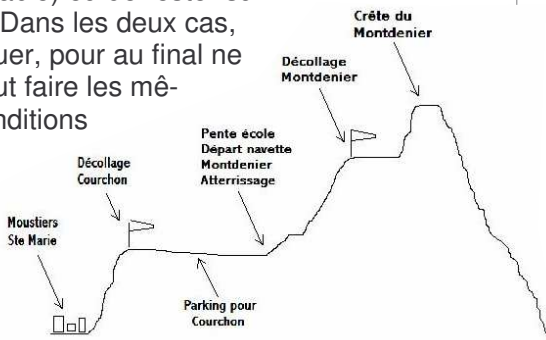 Dans les deux cas,
uer, pour au final ne
ut faire les mê-
nditions
Crête du
Montdenier
Décollage
Montdenier
Pente école
Départ navette
Montdenier
Atterrissage
Décollage
Courchon
Moustiers
Ste Marie
Parking pour
Courchon